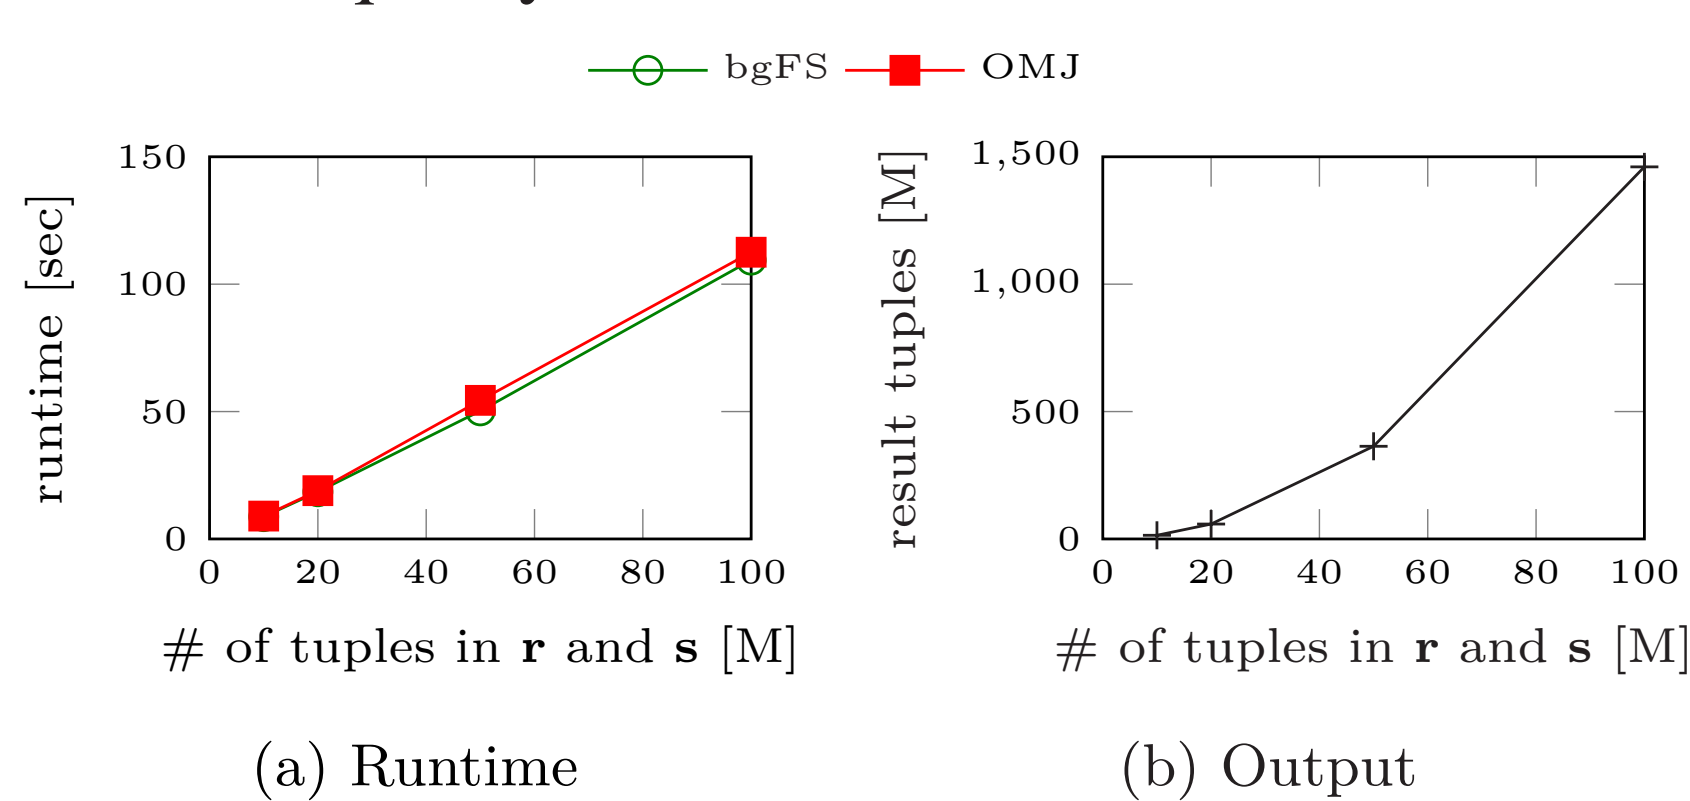 bgFS OMJ
150
100
50
0
0 20 40 60 80 100
runtime [sec]
# of tuples in r and s [M]
(a) Runtime
1,500
1,000
500
0
0 20 40 60 80 100
result tuples [M]
# of tuples in r and s [M]
(b) Output